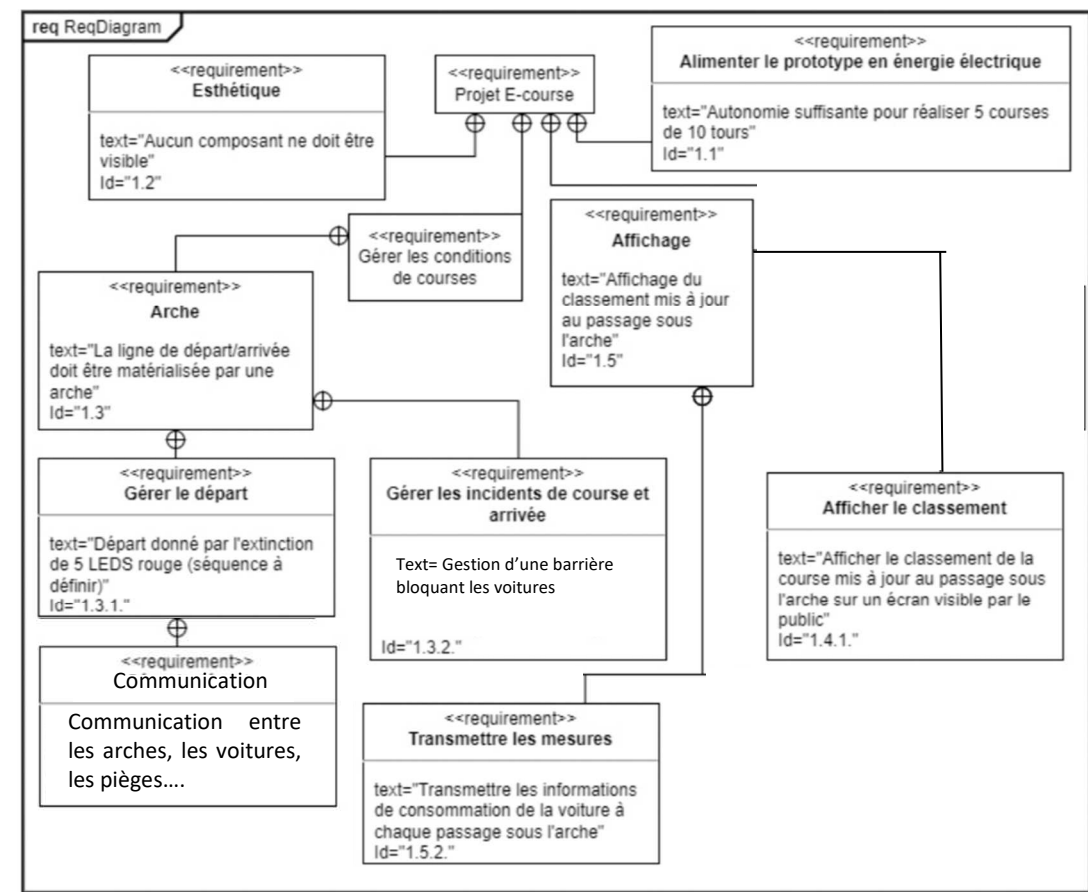 req ReqDiagram
<<requirement>>
Esthétique
text="Aucun composant ne doit être
visible"
Id="1.2"
<<requirement>>
Projet E-course
<<requirement>>
Alimenter le prototype en énergie électrique
text="Autonomie suffisante pour réaliser 5 courses
de 10 tours"
Id="1.1"
<<requirement>>
Gérer les conditions
de courses
<<requirement>>
Affichage
text="Affichage du
classement mis à jour
au passage sous
l'arche"
Id="1.5"
<<requirement>>
Arche
text="La ligne de départ/arrivée
doit être matérialisée par une
arche"
Id="1.3"
<<requirement>>
Gérer le départ
text="Départ donné par l'extinction
de 5 LEDS rouge (séquence à
définir)"
Id="1.3.1."
<<requirement>>
Gérer les incidents de course et
arrivée
Text= Gestion d’une barrière
bloquant les voitures
Id="1.3.2."
<<requirement>>
Afficher le classement
text="Afficher le classement de la
course mis à jour au passage sous
l'arche sur un écran visible par le
public"
Id="1.4.1."
<<requirement>>
Communication
Communication entre
les arches, les voitures,
les pièges….
<<requirement>>
Transmettre les mesures
text="Transmettre les informations
de consommation de la voiture à
chaque passage sous l'arche"
Id="1.5.2."